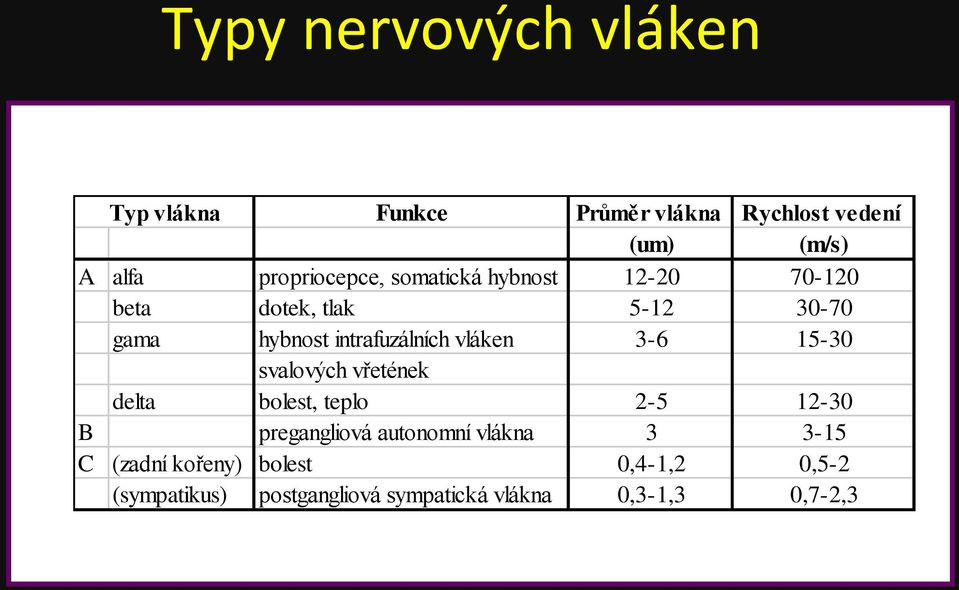 Typy nervových vláken
Typ vlákna Funkce Průměr vlákna Rychlost vedení
(um) (m/s)
A alfa propriocepce, somatická hybnost 12-20 70-120
beta dotek, tlak 5-12 30-70
gama hybnost intrafuzálních vláken 3-6 15-30
svalových vřetének
delta bolest, teplo 2-5 12-30
B pregangliová autonomní vlákna 3 3-15
C (zadní kořeny) bolest 0,4-1,2 0,5-2
(sympatikus) postgangliová sympatická vlákna 0,3-1,3 0,7-2,3